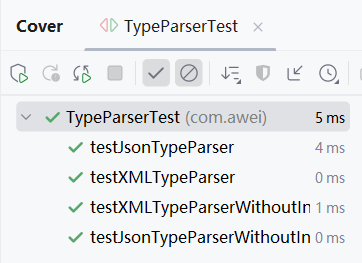 Cover TypeParserTest
TypeParserTest (com.awei) 5 ms
testJsonTypeParser 4 ms
testXMLTypeParser 0 ms
testXMLTypeParserWithoutIn 1 ms
testJsonTypeParserWithoutIn 0 ms